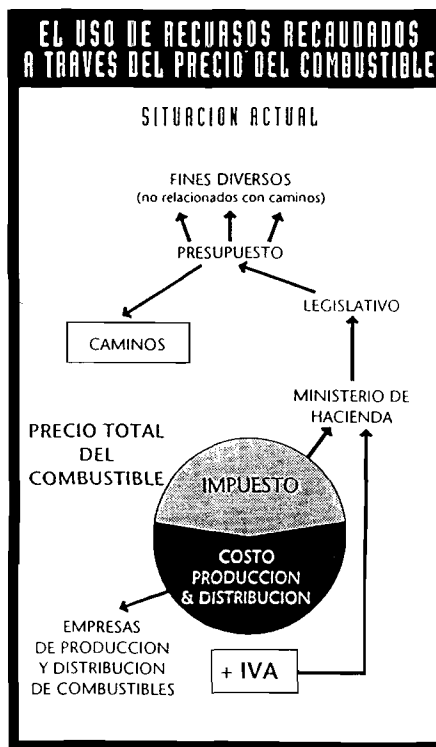 EL USO DE RECURSOS RECAUDADOS
A TRAVES DEL PRECIO DEL COMBUSTIBLE
SITUACION ACTUAL
FINES DIVERSOS
(no relacionados con caminos)
PRESUPUESTO
LEGISLATIVO
CAMINOS
MINISTERIO DE
HACIENDA
PRECIO TOTAL
DEL
COMBUSTIBLE
IMPUESTO
COSTO
PRODUCCION
& DISTRIBUCION
EMPRESAS
DE PRODUCCION
Y DISTRIBUCION
DE COMBUSTIBLES
+ IVA